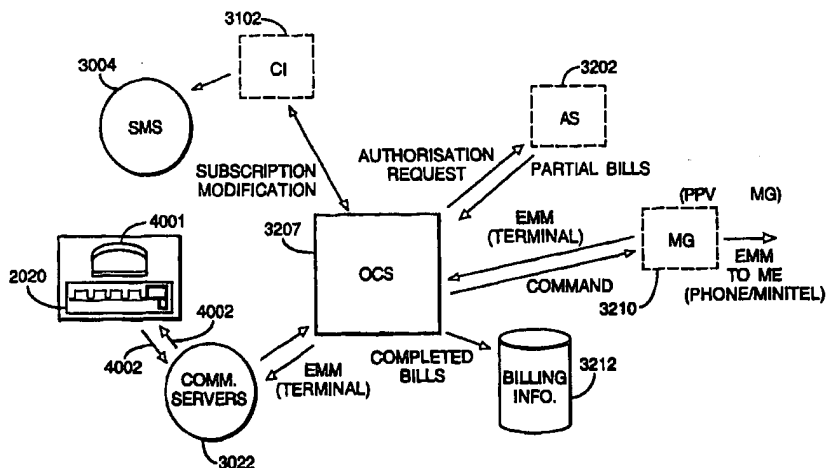 3102
CI
3004
SMS
3202
AS
SUBSCRIPTION
MODIFICATION
AUTHORISATION
REQUEST
PARTIAL BILLS
(PPV MG)
3207
OCS
EMM
(TERMINAL)
MG
EMM
TO ME
(PHONE/MINITEL)
COMMAND
3210
4001
2020
4002
4002
COMM.
SERVERS
3022
EMM
(TERMINAL)
COMPLETED
BILLS
BILLING
INFO.
3212